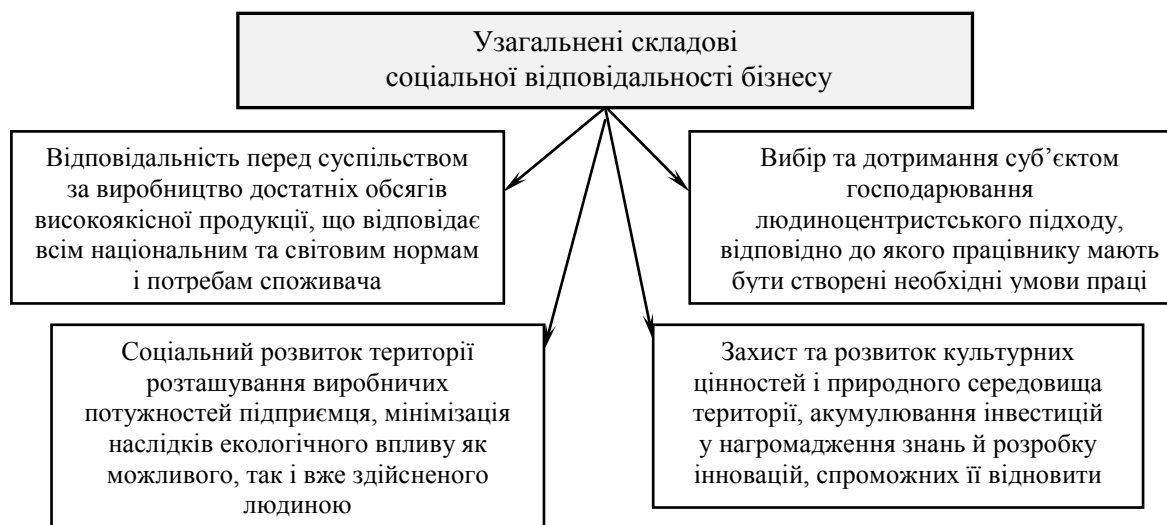 Узагальнені складові
соціальної відповідальності бізнесу
Відповідальність перед суспільством
за виробництво достатніх обсягів
високоякісної продукції, що відповідає
всім національним та світовим нормам
і потребам споживача
Вибір та дотримання суб’єктом
господарювання
людиноцентристського підходу,
відповідно до якого працівнику мають
бути створені необхідні умови праці
Соціальний розвиток території
розташування виробничих
потужностей підприємця, мінімізація
наслідків екологічного впливу як
можливого, так і вже здійсненого
людиною
Захист та розвиток культурних
цінностей і природного середовища
території, акумулювання інвестицій
у нагромадження знань й розробку
інновацій, спроможних її відновити